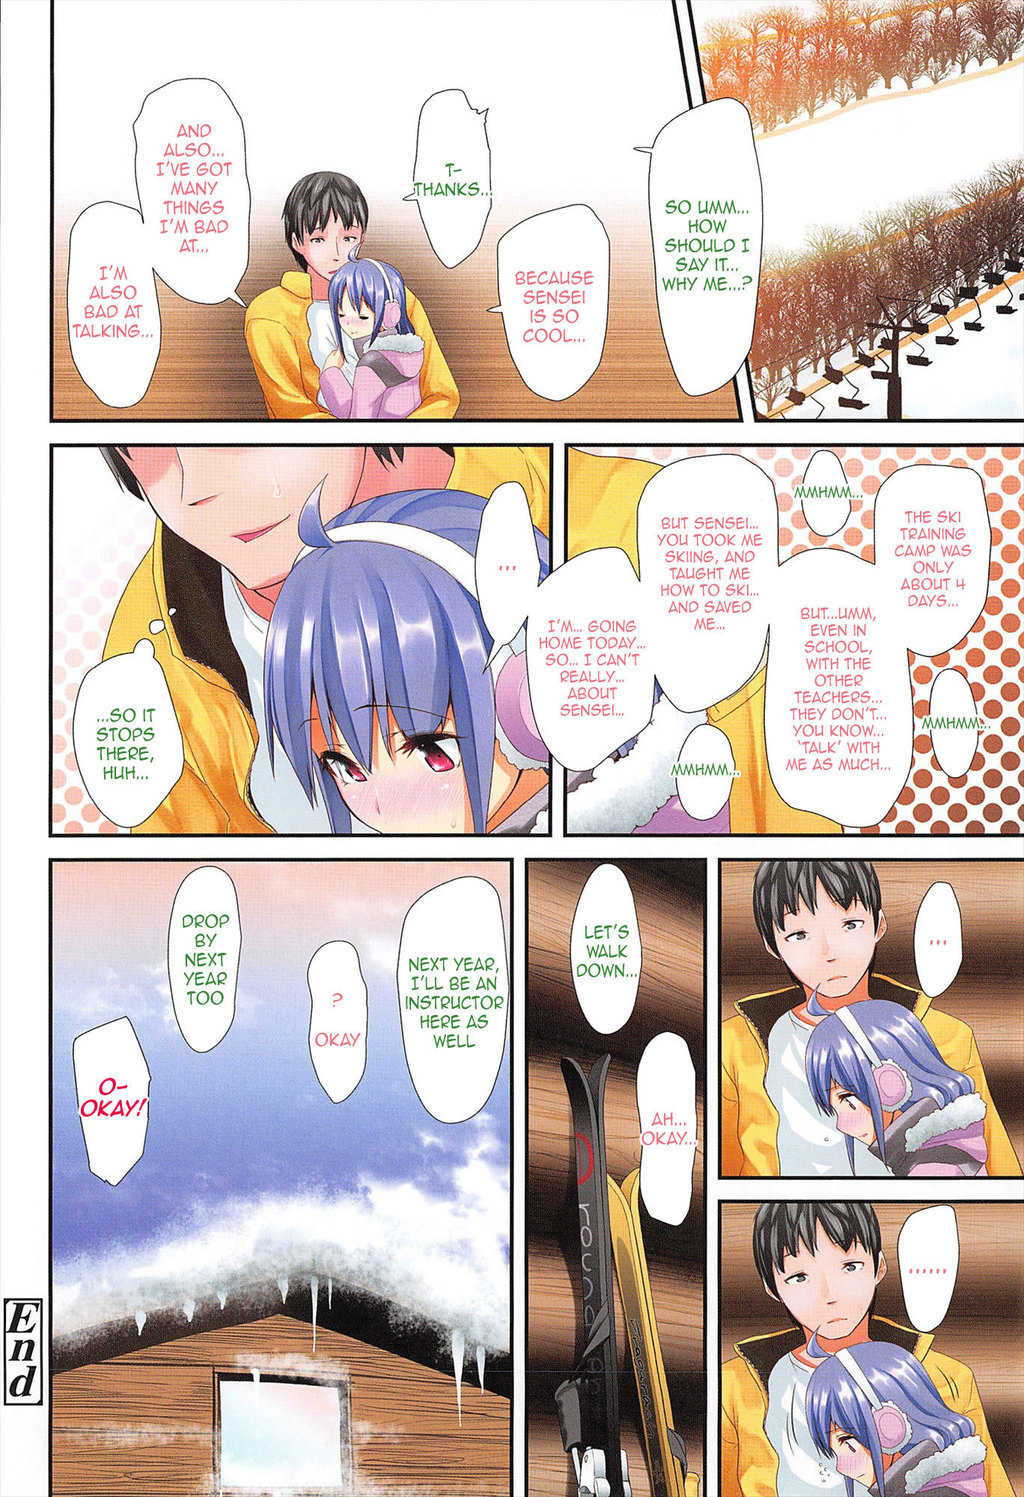 SO UMM...
HOW
SHOULD I
SAY IT...
WHY ME...?
BECAUSE
SENSEI
IS SO
COOL...
T-
THANKS...
AND
ALSO...
I'VE GOT
MANY
THINGS
I'M BAD
AT...
I'M
ALSO
BAD AT
TALKING...
THE SKI
TRAINING
CAMP WAS
ONLY
ABOUT 4
DAYS...
MMHMM...
BUT...UMM,
EVEN IN
SCHOOL,
WITH THE
OTHER
TEACHERS...
THEY DON'T...
YOU KNOW...
'TALK' WITH
ME AS MUCH...
MMHMM...
BUT SENSEI...
YOU TOOK ME
SKIING, AND
TAUGHT ME
HOW TO SKI...
...AND SAVED
ME...
MMHMM...
I'M... GOING
HOME TODAY...
SO... I CAN'T
REALLY...
...ABOUT
SENSEI...
...
...SO IT
STOPS
THERE,
HUH...
...
......
LET'S
WALK
DOWN...
AH...
OKAY...
NEXT YEAR,
I'LL BE AN
INSTRUCTOR
HERE AS
WELL
?
OKAY
DROP
BY
NEXT
YEAR
TOO
O-
OKAY!
End